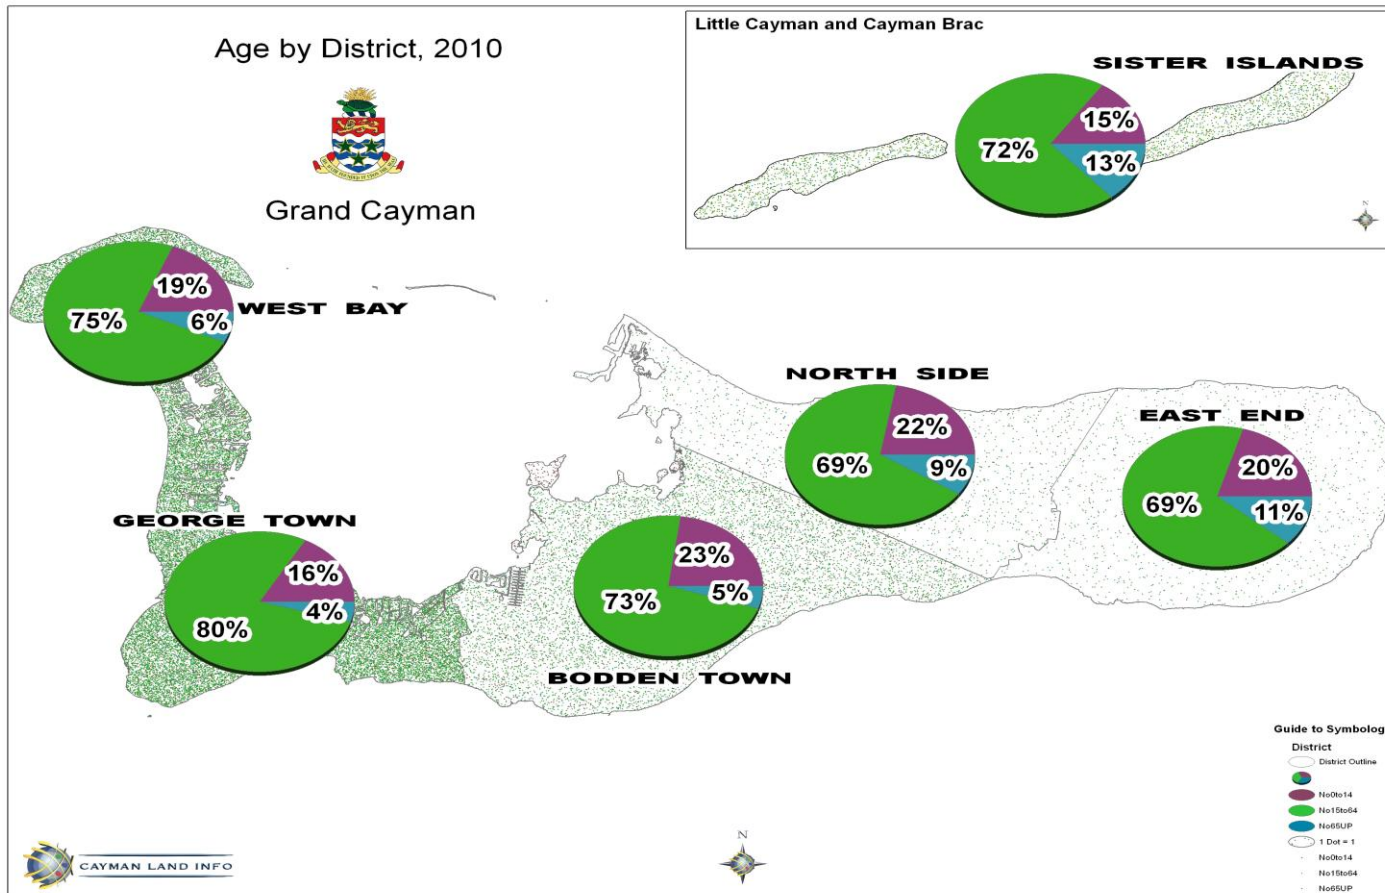 Age by District, 2010
Grand Cayman
Little Cayman and Cayman Brac
SISTER ISLANDS
15%
72%
13%
19%
WEST BAY
75%
6%
NORTH SIDE
22%
69%
9%
EAST END
20%
69%
11%
GEORGE TOWN
16%
4%
80%
23%
5%
73%
BODDEN TOWN
Guide to Symbolog
District
District Outline
No0to14
No15to64
No65UP
1 Dot = 1
No0to14
No15to64
No65UP
N
N
CAYMAN LAND INFO